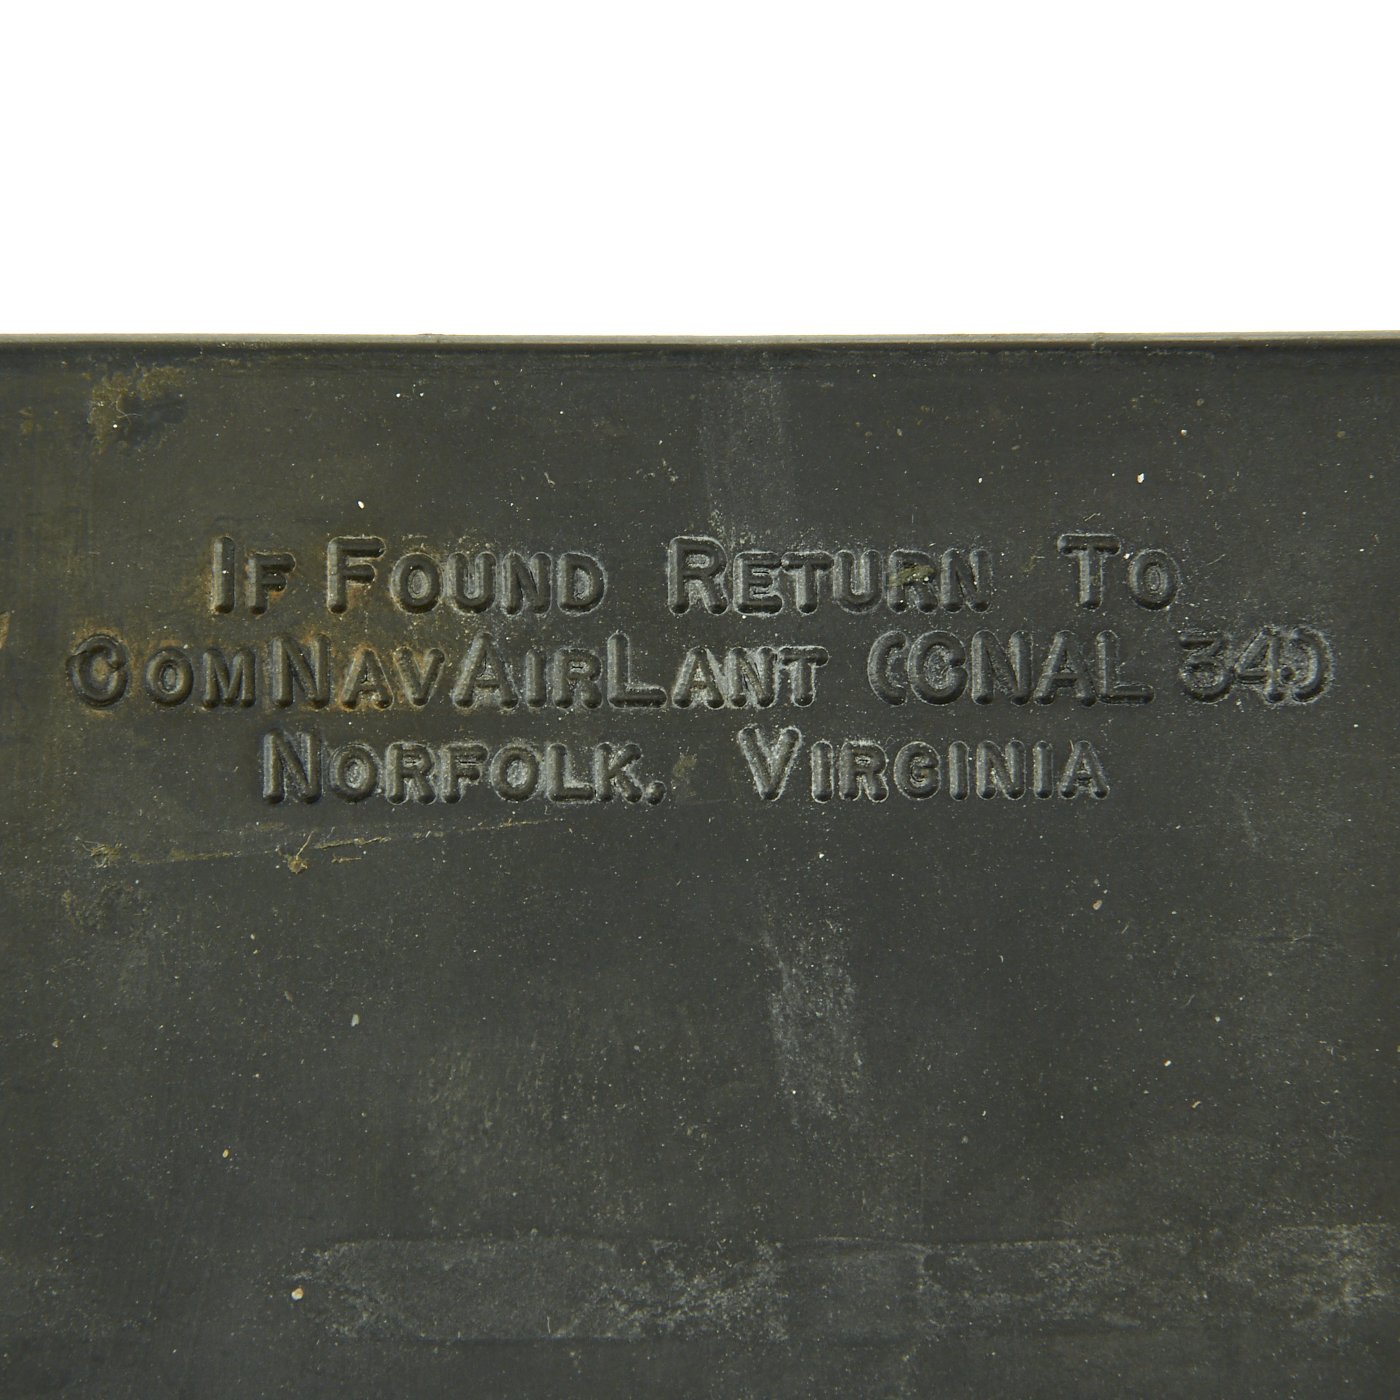 If Found Return To
ComNavAirLant (CNAL 34)
Norfolk, Virginia